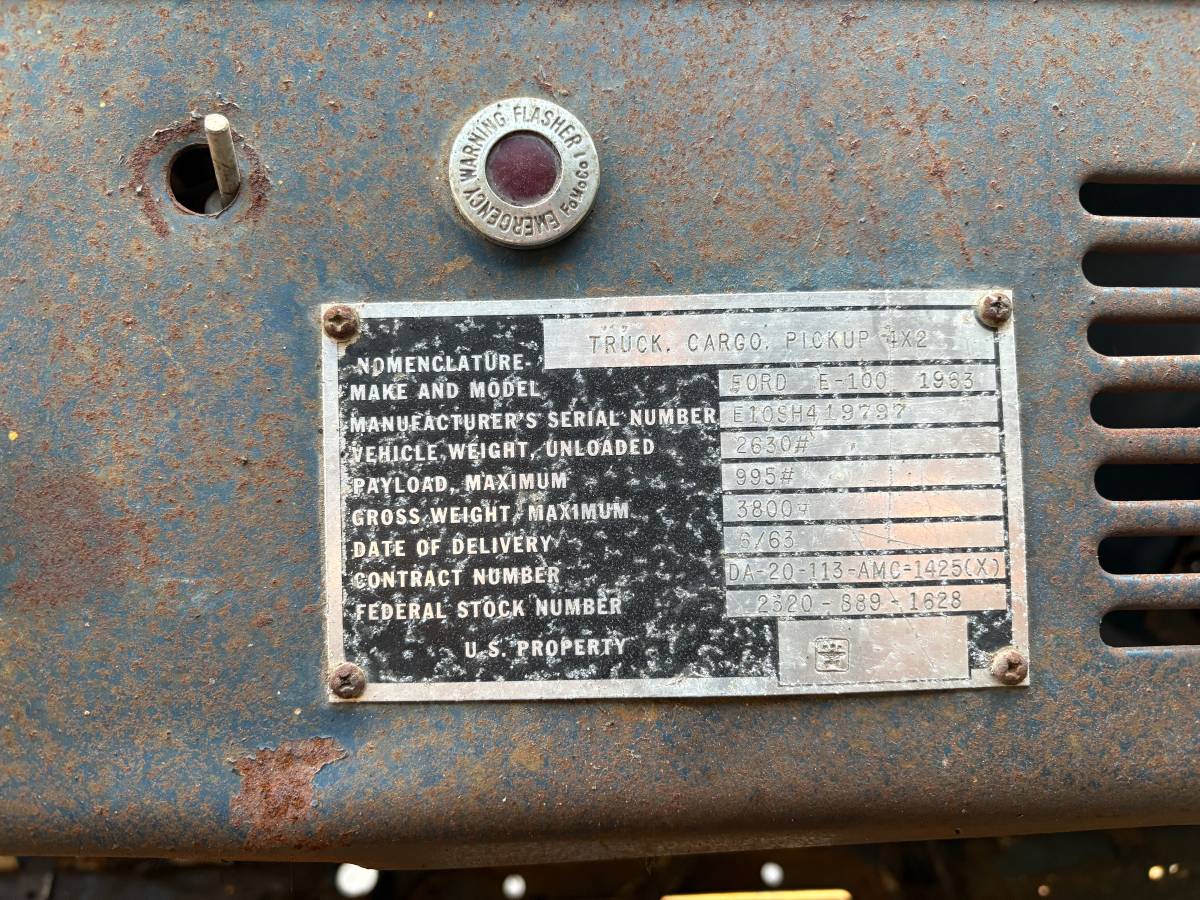 EMERGENCY WARNING FLASHER
FoMoCo
NOMENCLATURE TRUCK, CARGO, PICKUP 4X2
MAKE AND MODEL FORD E-100 1963
MANUFACTURER'S SERIAL NUMBER E10SH419797
VEHICLE WEIGHT, UNLOADED 2630#
PAYLOAD, MAXIMUM 995#
GROSS WEIGHT, MAXIMUM 3800#
DATE OF DELIVERY 6/63
CONTRACT NUMBER DA-20-113-AMC-1425(X)
FEDERAL STOCK NUMBER 2320-889-1628
U.S. PROPERTY